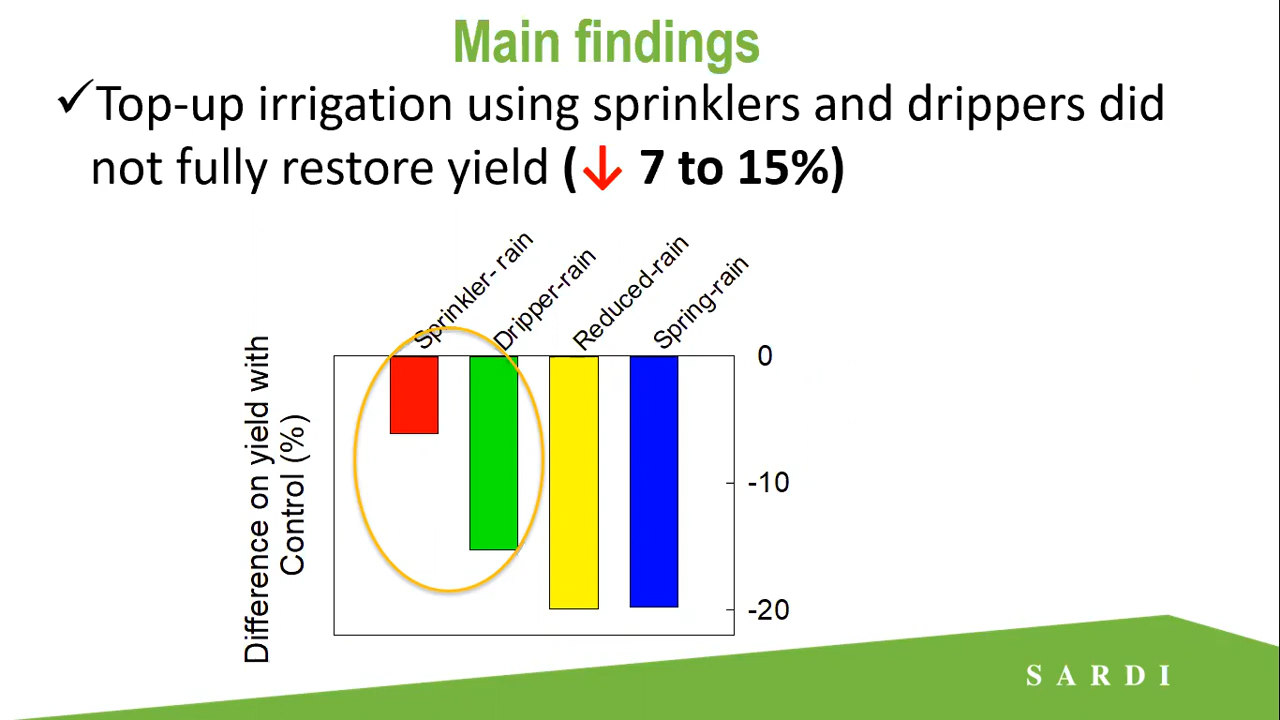 Main findings
✓Top-up irrigation using sprinklers and drippers did
not fully restore yield (↓ 7 to 15%)
Sprinkler- rain
Dripper-rain
Reduced-rain
Spring-rain
Difference on yield with
Control (%)
0
-10
-20
SARDI